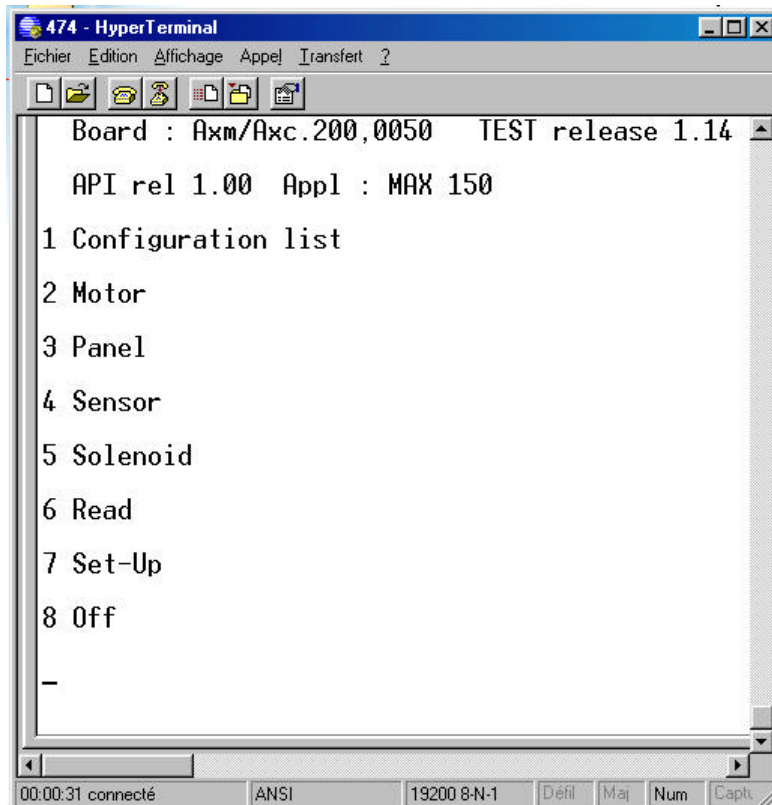 474 - HyperTerminal
Fichier Edition Affichage Appel Transfert ?
Board : Axm/Axc.200,0050 TEST release 1.14
API rel 1.00 Appl : MAX 150
1 Configuration list
2 Motor
3 Panel
4 Sensor
5 Solenoid
6 Read
7 Set-Up
8 Off
_
00:00:31 connecté ANSI 19200 8-N-1 Défil Maj Num Captu